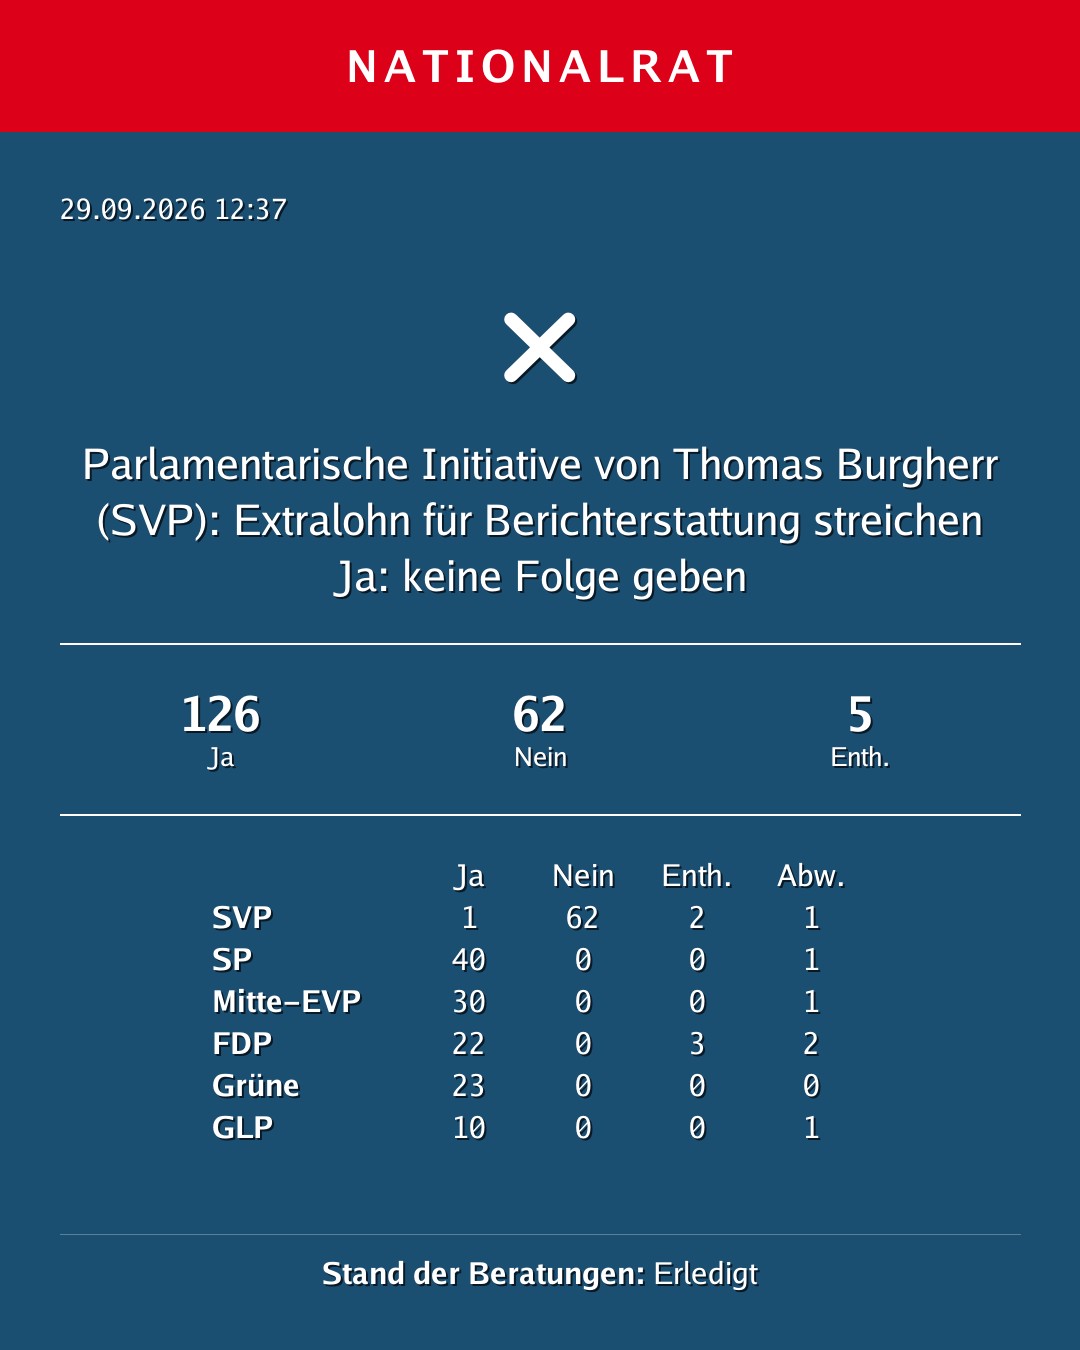 NATIONALRAT
29.09.2026 12:37
Parlamentarische Initiative von Thomas Burgherr
(SVP): Extralohn für Berichterstattung streichen
Ja: keine Folge geben
126 62 5
Ja Nein Enth.
Ja Nein Enth. Abw.
SVP 1 62 2 1
SP 40 0 0 1
Mitte-EVP 30 0 0 1
FDP 22 0 3 2
Grüne 23 0 0 0
GLP 10 0 0 1
Stand der Beratungen: Erledigt